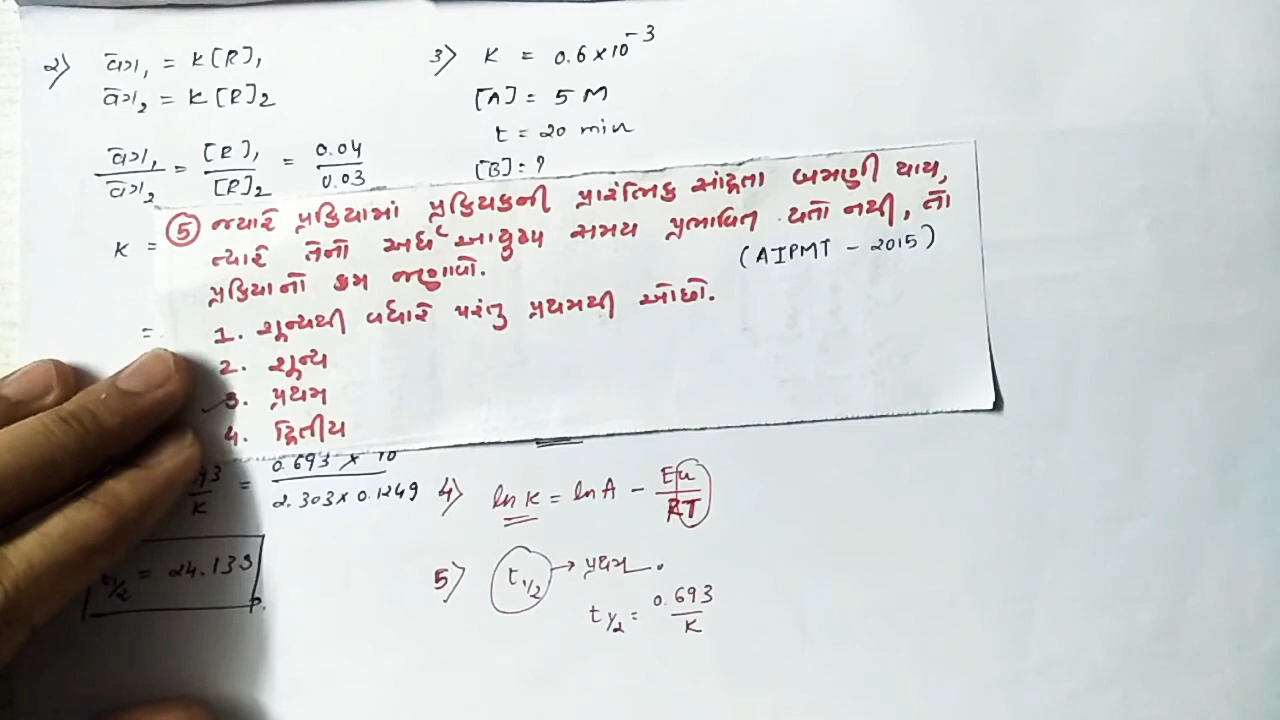 2) વેગ₁ = K[R]₁
વેગ₂ = K[R]₂
વેગ₁ / વેગ₂ = [R]₁ / [R]₂ = 0.04 / 0.03
K =
=
K = 0.693 × 10 / 2.303 × 0.1249
t½ = 24.13 s
3) K = 0.6 × 10⁻³
[A] = 5 M
t = 20 min
[B] = ?
⑤ જ્યારે પ્રક્રિયામાં પ્રક્રિયકની પ્રારંભિક સાંદ્રતા બમણી થાય,
ત્યારે તેનો અર્ધ આયુષ્ય સમય પ્રભાવિત થતો નથી, તો
પ્રક્રિયાનો ક્રમ જણાવો. (AIPMT - 2015)
1. શૂન્યથી વધારે પરંતુ પ્રથમથી ઓછો.
2. શૂન્ય
3. પ્રથમ
4. દ્વિતીય
4) ln K = ln A - Ea / RT
5) t½ → પ્રથમ.
t½ = 0.693 / K